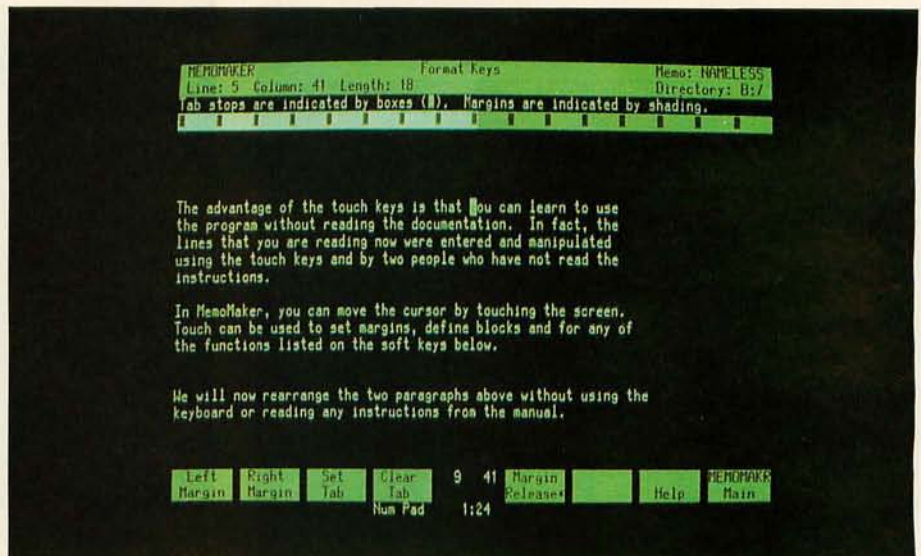 MEMOMAKER Format Keys Memo: NAMELESS
Line: 5 Column: 41 Length: 18 Directory: B:/
Tab stops are indicated by boxes (▮). Margins are indicated by shading.
The advantage of the touch keys is that you can learn to use
the program without reading the documentation. In fact, the
lines that you are reading now were entered and manipulated
using the touch keys and by two people who have not read the
instructions.
In MemoMaker, you can move the cursor by touching the screen.
Touch can be used to set margins, define blocks and for any of
the functions listed on the soft keys below.
We will now rearrange the two paragraphs above without using the
keyboard or reading any instructions from the manual.
Left Right Set Clear 9 41 Margin MEMOMAKR
Margin Margin Tab Tab Release* Help Main
Num Pad 1:24